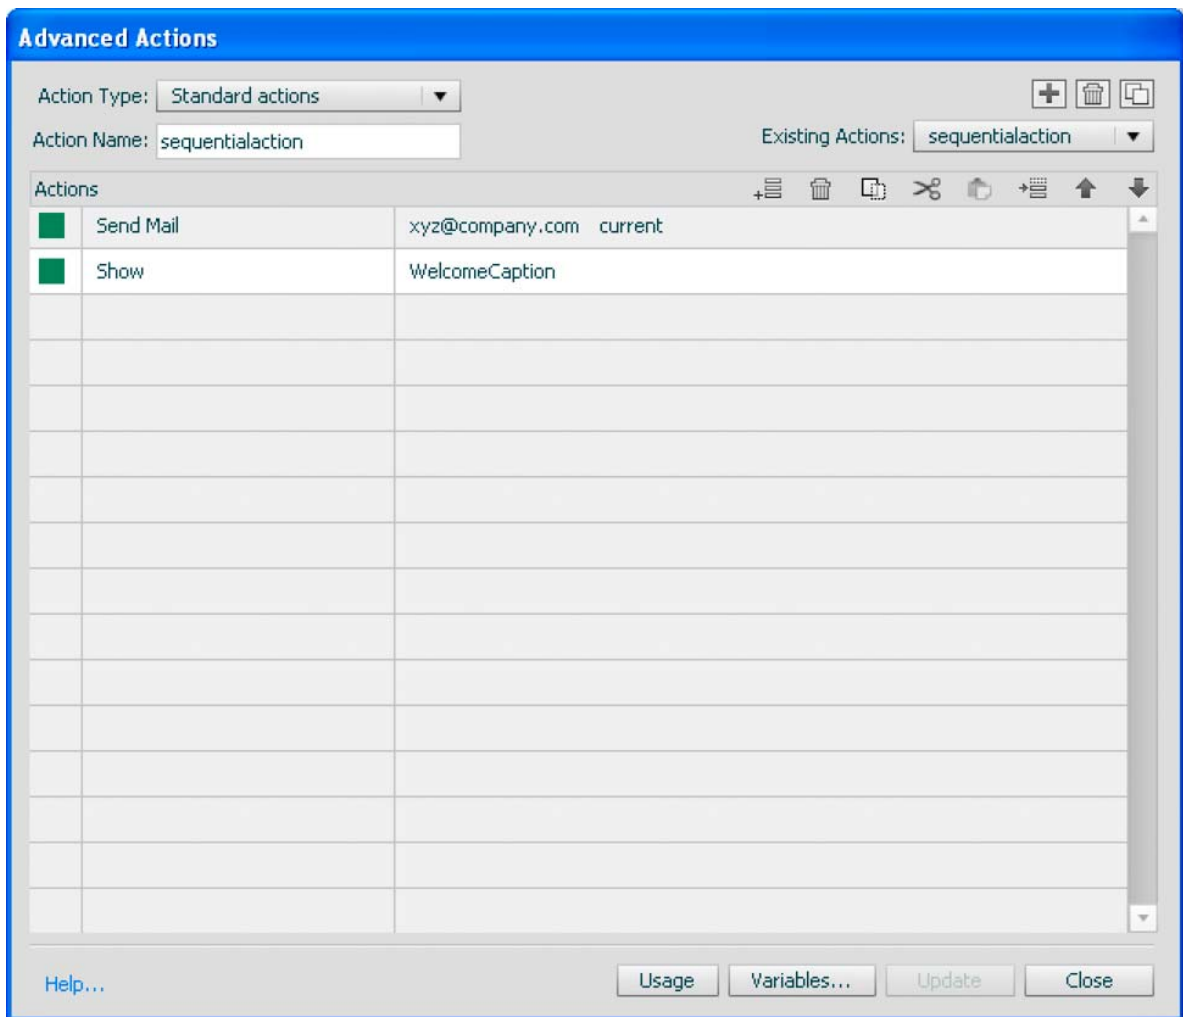 Advanced Actions
Action Type: Standard actions
Action Name: sequentialaction
Existing Actions: sequentialaction
Actions
Send Mail xyz@company.com current
Show WelcomeCaption
Help... Usage Variables... Update Close